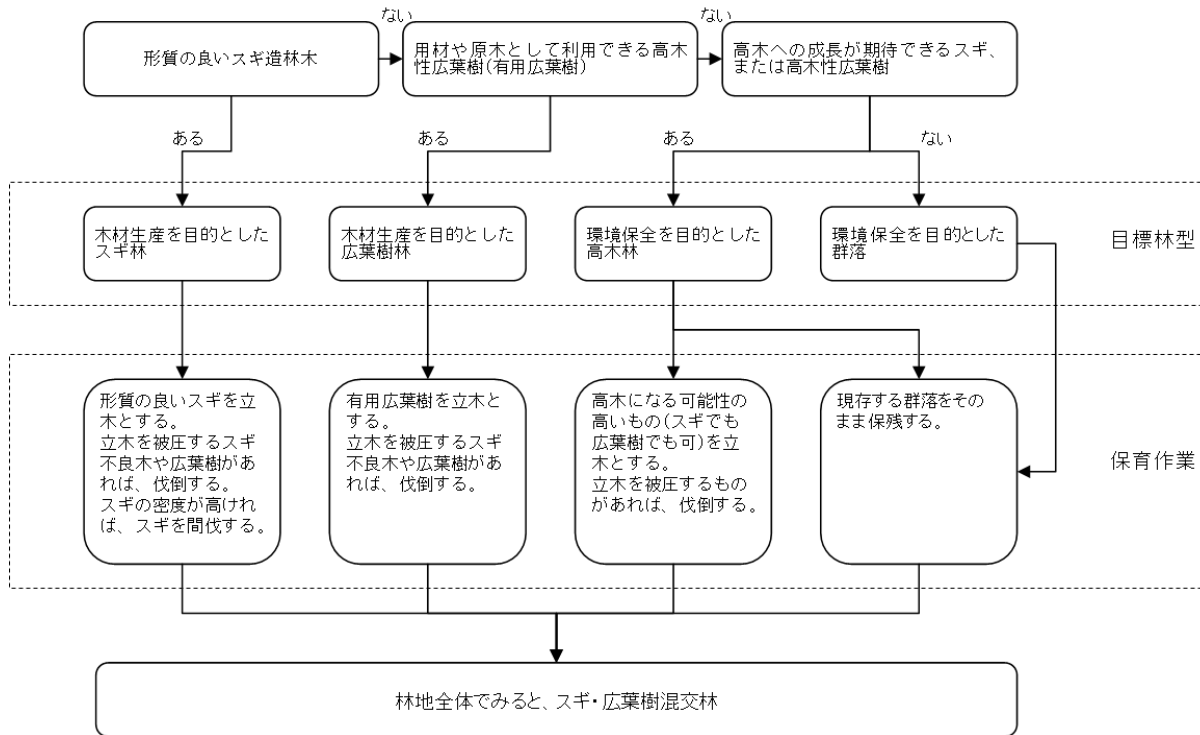 ない
ない
形質の良いスギ造林木
用材や原木として利用できる高木
性広葉樹(有用広葉樹)
高木への成長が期待できるスギ、
または高木性広葉樹
ある
ある
ある
ない
木材生産を目的とした
スギ林
木材生産を目的とした
広葉樹林
環境保全を目的とした
高木林
環境保全を目的とした
群落
目標林型
形質の良いスギを立
木とする。
立木を被圧するスギ
不良木や広葉樹があ
れば、伐倒する。
スギの密度が高けれ
ば、スギを間伐する。
有用広葉樹を立木と
する。
立木を被圧するスギ
不良木や広葉樹があ
れば、伐倒する。
高木になる可能性の
高いもの(スギでも
広葉樹でも可)を立
木とする。
立木を被圧するもの
があれば、伐倒する。
現存する群落をその
まま保残する。
保育作業
林地全体でみると、スギ・広葉樹混交林